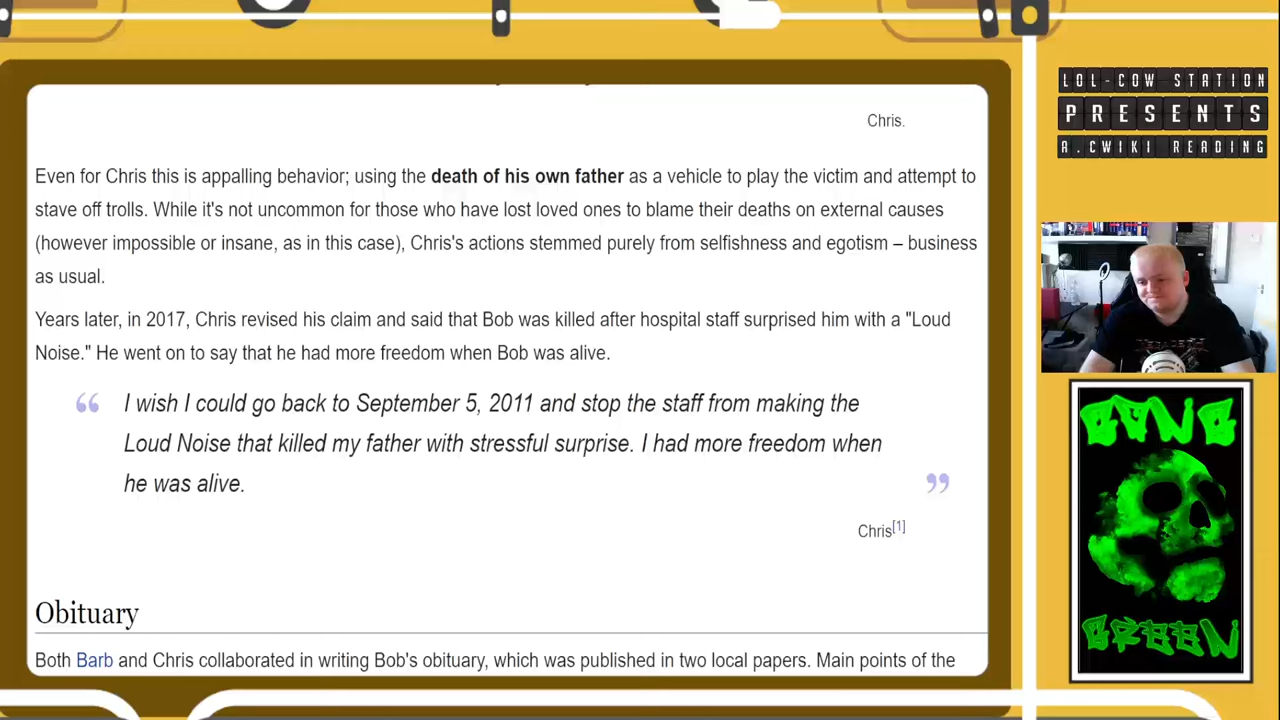 LOL-COW STATION
PRESENTS
A.CWIKI READING
Chris.
Even for Chris this is appalling behavior; using the death of his own father as a vehicle to play the victim and attempt to
stave off trolls. While it's not uncommon for those who have lost loved ones to blame their deaths on external causes
(however impossible or insane, as in this case), Chris's actions stemmed purely from selfishness and egotism – business
as usual.
Years later, in 2017, Chris revised his claim and said that Bob was killed after hospital staff surprised him with a "Loud
Noise." He went on to say that he had more freedom when Bob was alive.
“ I wish I could go back to September 5, 2011 and stop the staff from making the
Loud Noise that killed my father with stressful surprise. I had more freedom when
he was alive. ”
Chris[1]
Obituary
Both Barb and Chris collaborated in writing Bob's obituary, which was published in two local papers. Main points of the
GREEN